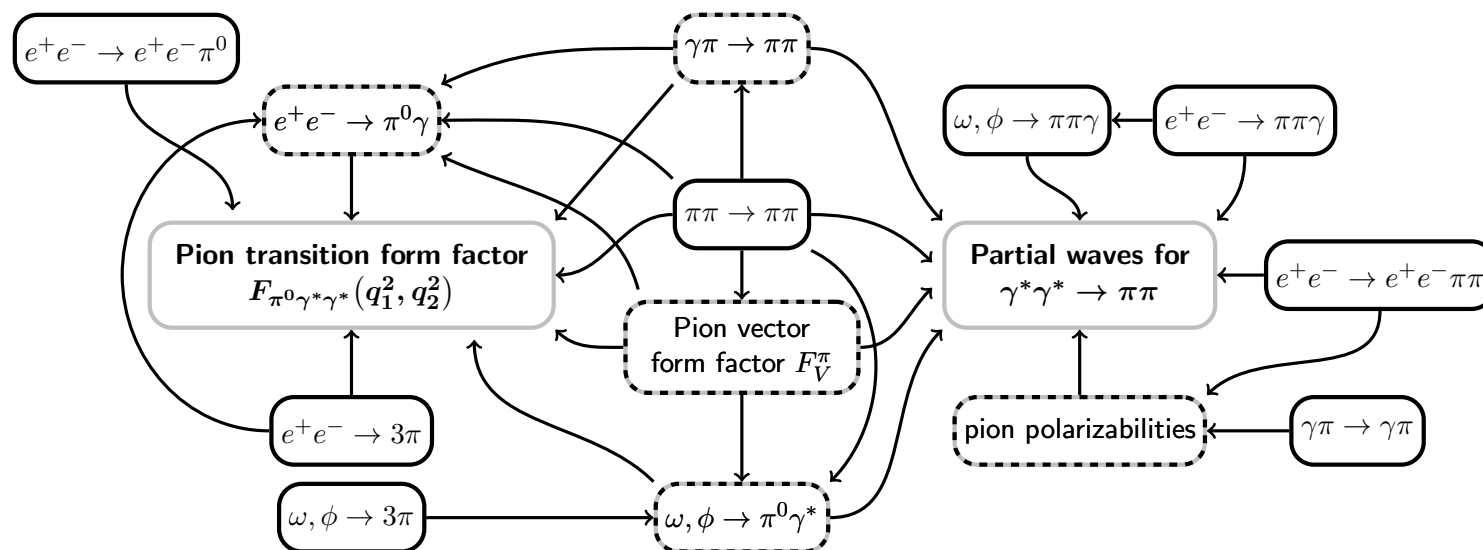 e⁺e⁻ → e⁺e⁻π⁰
γπ → ππ
e⁺e⁻ → π⁰γ
ω, φ → ππγ
e⁺e⁻ → ππγ
ππ → ππ
Pion transition form factor
F_{π⁰γ*γ*}(q₁², q₂²)
Partial waves for
γ*γ* → ππ
e⁺e⁻ → e⁺e⁻ππ
Pion vector
form factor F_V^π
e⁺e⁻ → 3π
pion polarizabilities
γπ → γπ
ω, φ → 3π
ω, φ → π⁰γ*